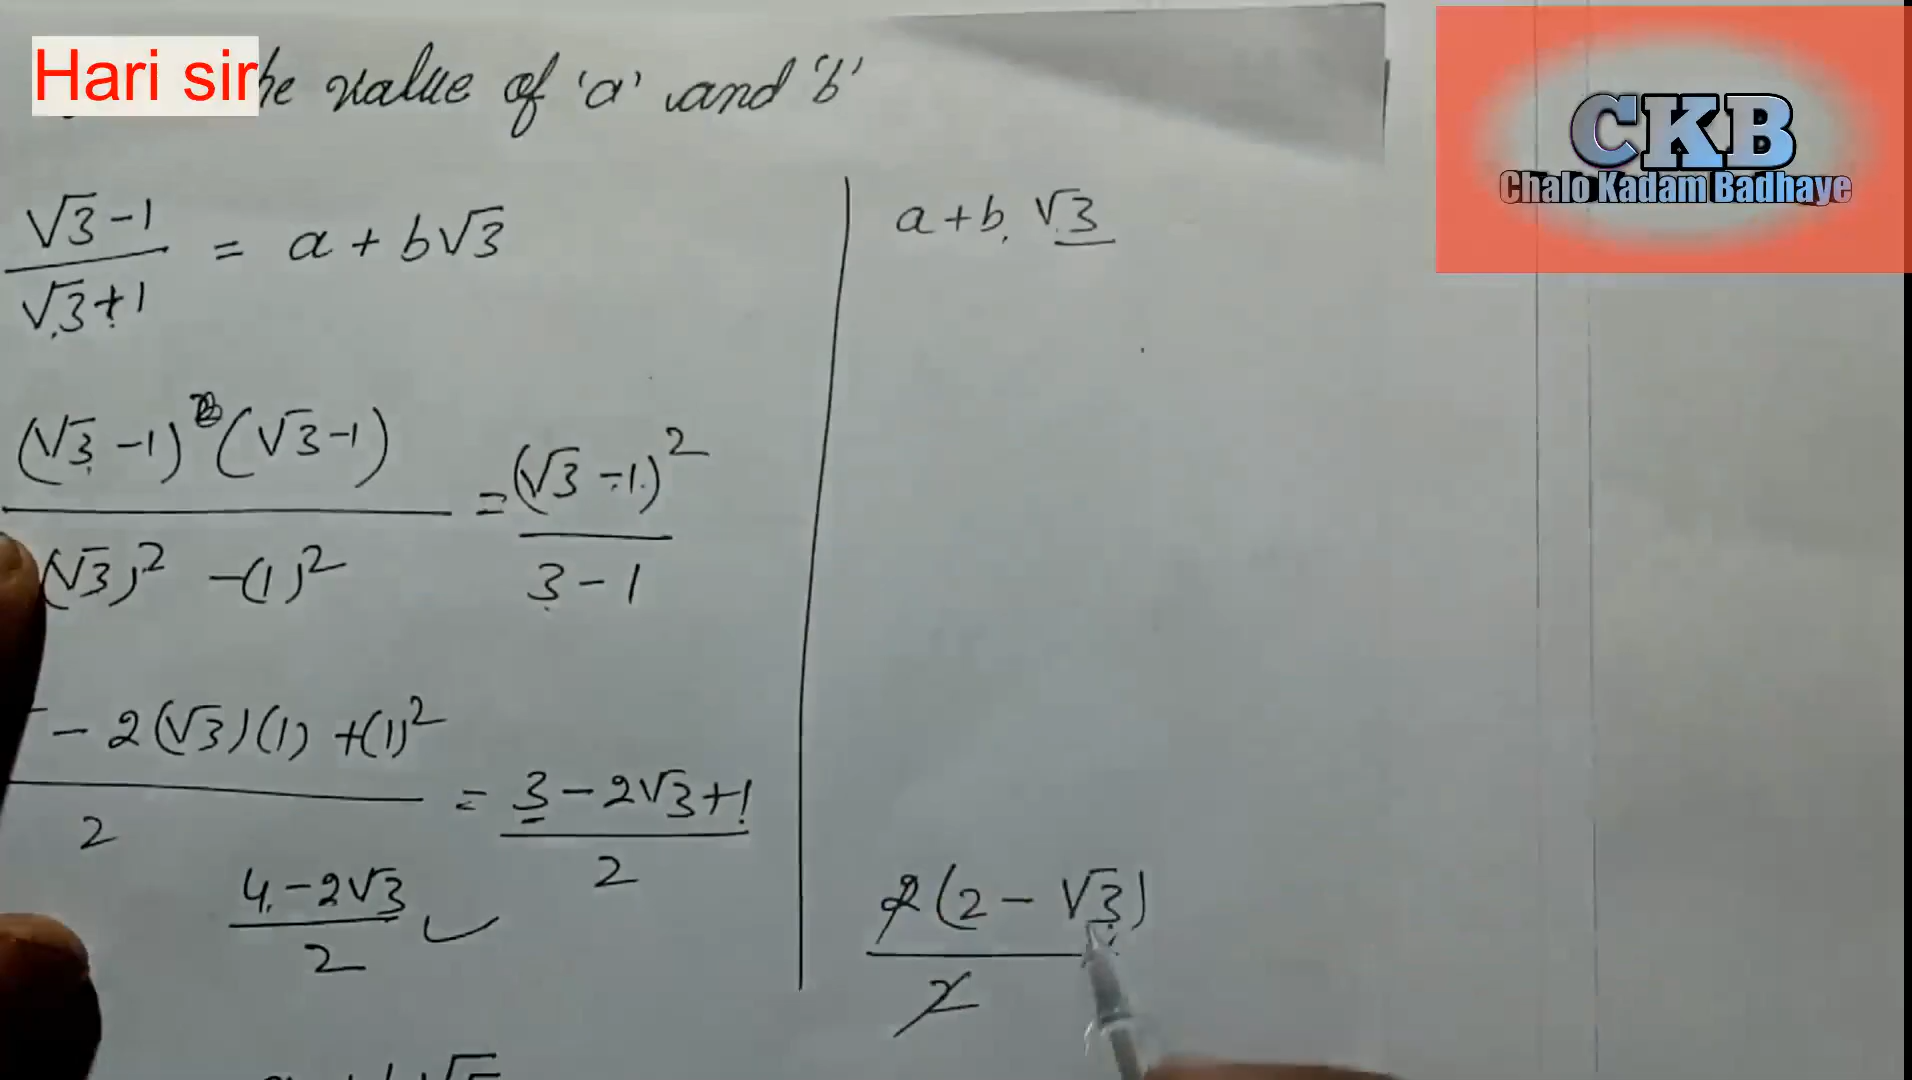 Hari sir he value of 'a' and 'b'
CKB
Chalo Kadam Badhaye
√3-1 / √3+1 = a + b√3
(√3-1) (√3-1) / (√3)² -(1)² = (√3-1)² / 3-1
- 2(√3)(1) +(1)² / 2 = 3-2√3+1 / 2
4-2√3 / 2
a+b √3
2(2-√3) / 2